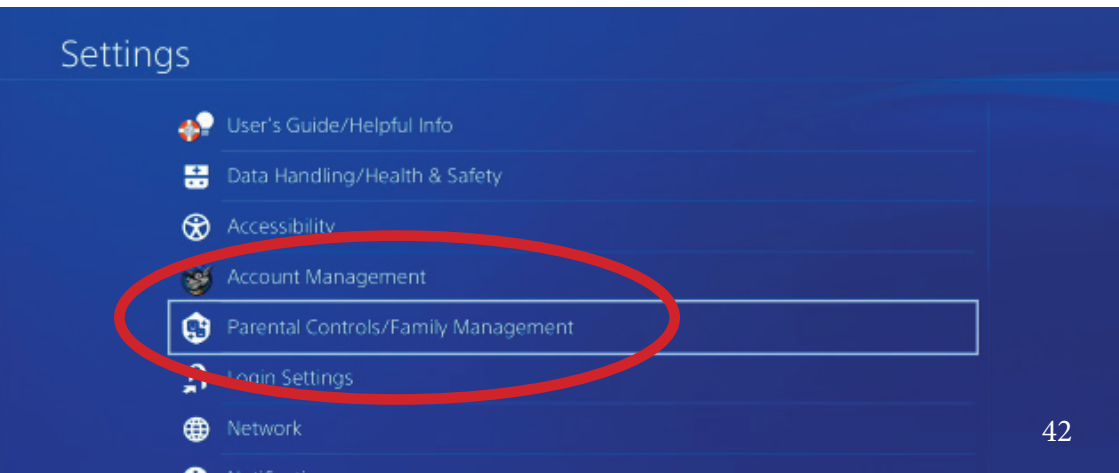 Settings
User's Guide/Helpful Info
Data Handling/Health & Safety
Accessibility
Account Management
Parental Controls/Family Management
Login Settings
Network
42